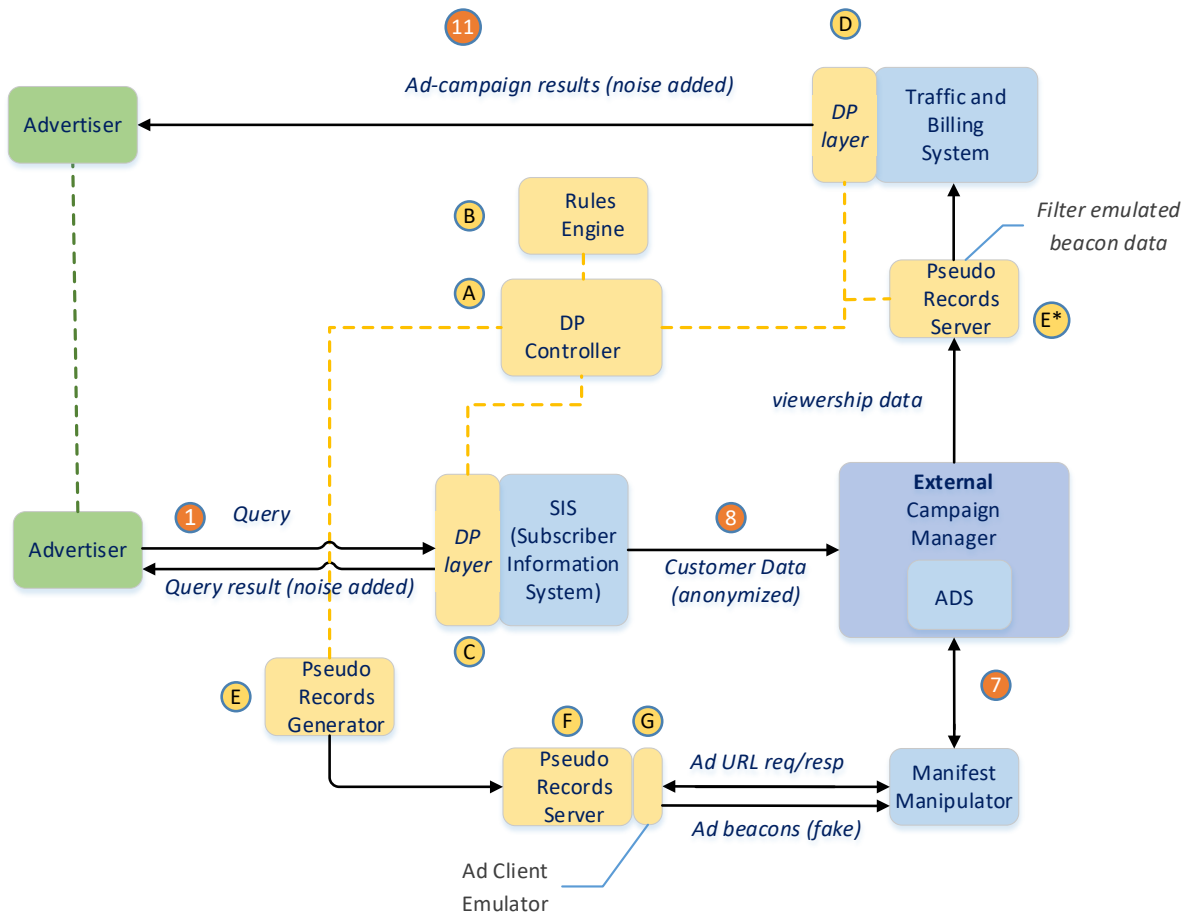 11
D
Ad-campaign results (noise added)
Advertiser
DP
layer
Traffic and
Billing
System
B
Rules
Engine
Filter emulated
beacon data
A
DP
Controller
Pseudo
Records
Server
E*
viewership data
1
Query
Advertiser
Query result (noise added)
DP
layer
SIS
(Subscriber
Information
System)
8
Customer Data
(anonymized)
External
Campaign
Manager
ADS
C
E
Pseudo
Records
Generator
7
F
G
Pseudo
Records
Server
Ad URL req/resp
Ad beacons (fake)
Manifest
Manipulator
Ad Client
Emulator